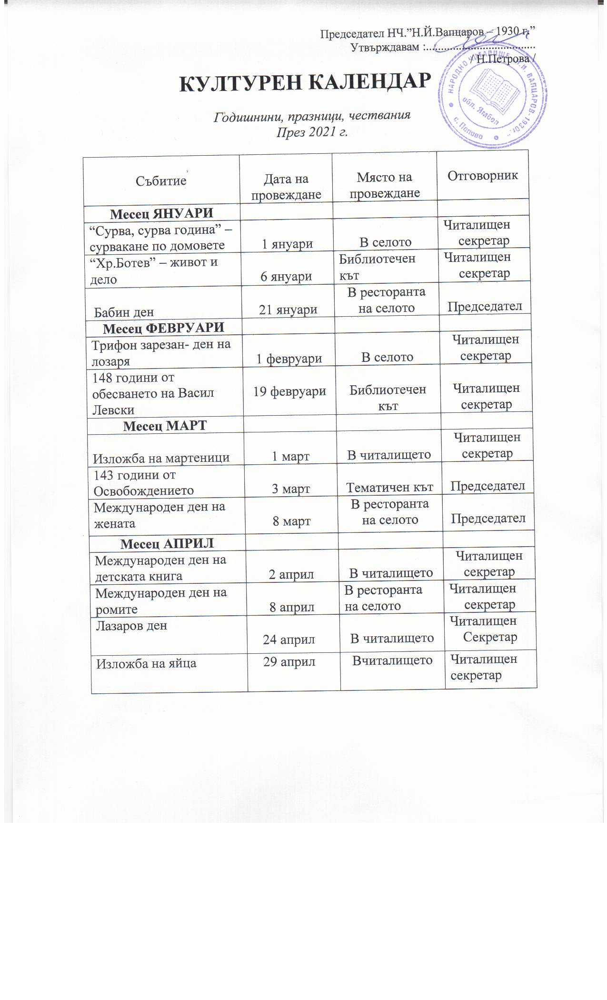 Председател НЧ.”Н.Й.Вапцаров – 1930 г.”
Утвърждавам :.....................................
/ Н.Петрова /
НАРОДНО ЧИТАЛИЩЕ „Н.Й. ВАПЦАРОВ-1930г.“
с. Попово
обл. Ямбол
КУЛТУРЕН КАЛЕНДАР
Годишнини, празници, чествания
През 2021 г.
Събитие
Дата на
провеждане
Място на
провеждане
Отговорник
Месец ЯНУАРИ
“Сурва, сурва година” –
сурвакане по домовете
1 януари
В селото
Читалищен
секретар
“Хр.Ботев” – живот и
дело
6 януари
Библиотечен
кът
Читалищен
секретар
Бабин ден
21 януари
В ресторанта
на селото
Председател
Месец ФЕВРУАРИ
Трифон зарезан- ден на
лозаря
1 февруари
В селото
Читалищен
секретар
148 години от
обесването на Васил
Левски
19 февруари
Библиотечен
кът
Читалищен
секретар
Месец МАРТ
Изложба на мартеници
1 март
В читалището
Читалищен
секретар
143 години от
Освобождението
3 март
Тематичен кът
Председател
Международен ден на
жената
8 март
В ресторанта
на селото
Председател
Месец АПРИЛ
Международен ден на
детската книга
2 април
В читалището
Читалищен
секретар
Международен ден на
ромите
8 април
В ресторанта
на селото
Читалищен
секретар
Лазаров ден
24 април
В читалището
Читалищен
Секретар
Изложба на яйца
29 април
Вчиталището
Читалищен
секретар